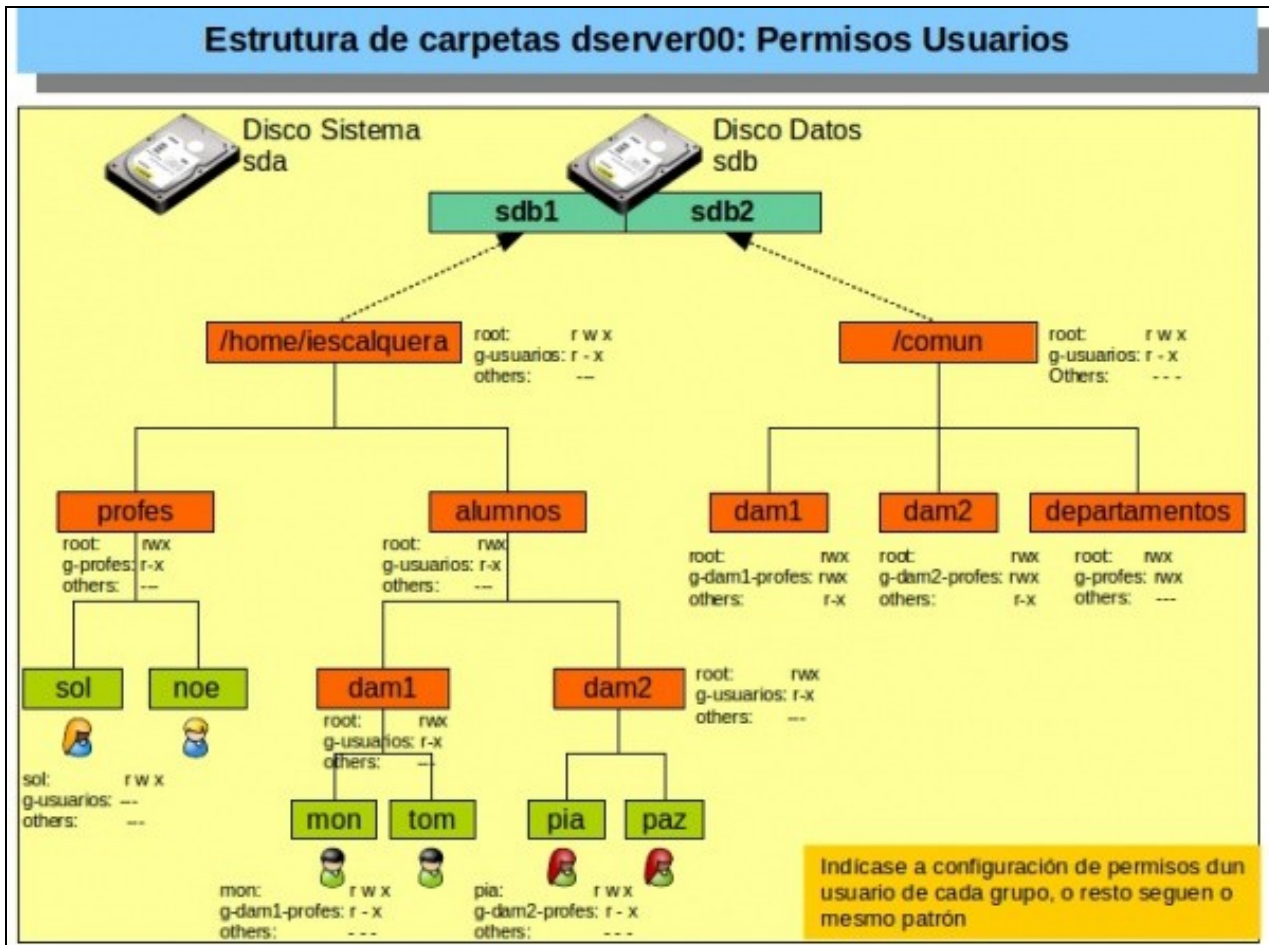 Estrutura de carpetas dserver00: Permisos Usuarios
Disco Sistema
sda
Disco Datos
sdb
sdb1
sdb2
/home/iescalquera
root: r w x
g-usuarios: r - x
others: ---
/comun
root: r w x
g-usuarios: r - x
Others: - - -
profes
root: rwx
g-profes: r-x
others: ---
alumnos
root: rwx
g-usuarios: r-x
others: ---
dam1
root: rwx
g-dam1-profes: rwx
others: r-x
dam2
root: rwx
g-dam2-profes: rwx
others: r-x
departamentos
root: rwx
g-profes: rwx
others: ---
sol
noe
sol: r w x
g-usuarios: ---
others: ---
dam1
root: rwx
g-usuarios: r-x
others: ---
dam2
root: rwx
g-usuarios: r-x
others: ---
mon
tom
mon: r w x
g-dam1-profes: r - x
others: - - -
pia
paz
pia: r w x
g-dam2-profes: r - x
others: - - -
Indícase a configuración de permisos dun
usuario de cada grupo, o resto seguen o
mesmo patrón